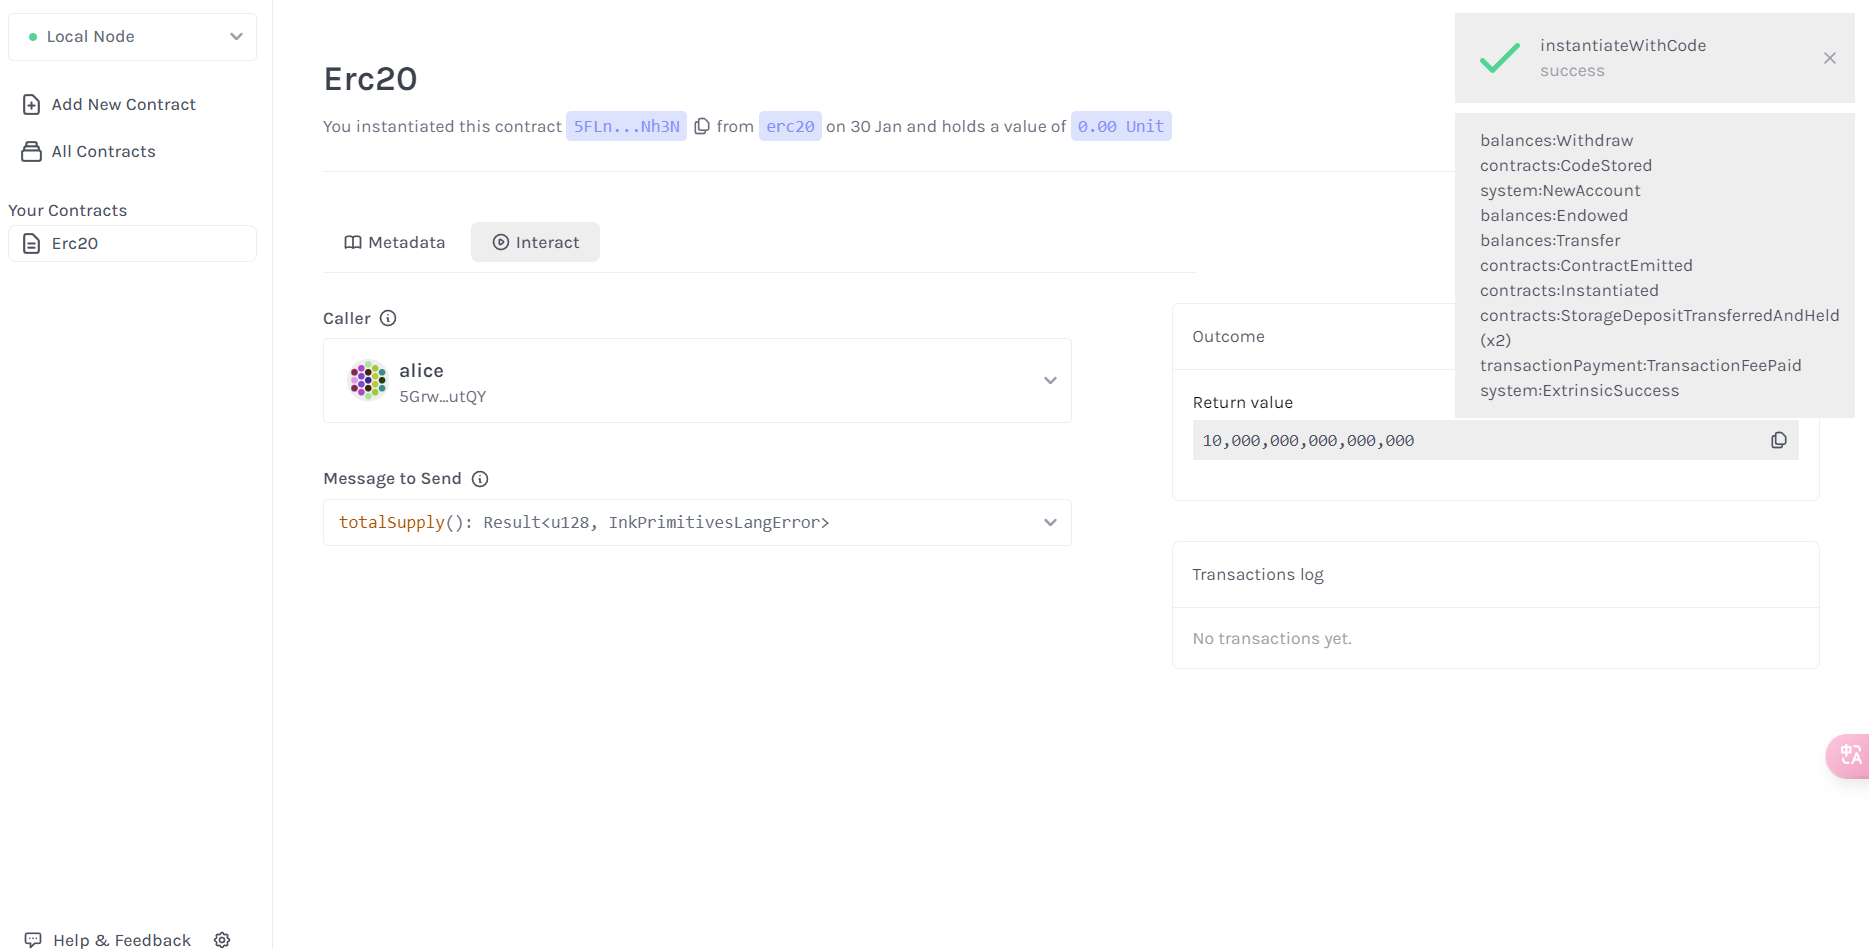 Local Node
Add New Contract
All Contracts
Your Contracts
Erc20
Help & Feedback
Erc20
You instantiated this contract 5FLn...Nh3N from erc20 on 30 Jan and holds a value of 0.00 Unit
Metadata
Interact
Caller
alice
5Grw...utQY
Message to Send
totalSupply(): Result<u128, InkPrimitivesLangError>
Outcome
Return value
10,000,000,000,000,000
Transactions log
No transactions yet.
instantiateWithCode
success
balances:Withdraw
contracts:CodeStored
system:NewAccount
balances:Endowed
balances:Transfer
contracts:ContractEmitted
contracts:Instantiated
contracts:StorageDepositTransferredAndHeld
(x2)
transactionPayment:TransactionFeePaid
system:ExtrinsicSuccess
中A